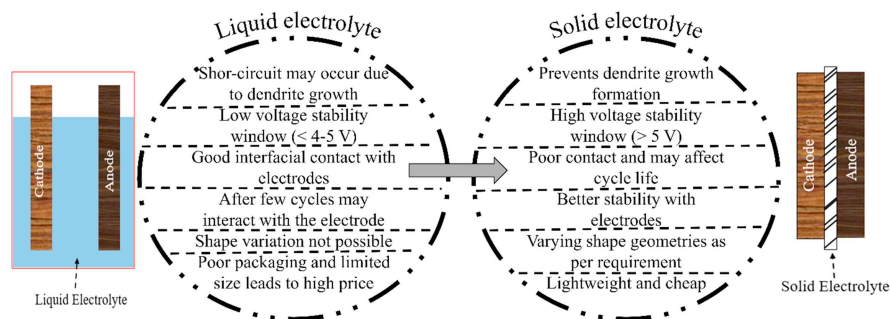 Liquid electrolyte
Shor-circuit may occur due
to dendrite growth
Low voltage stability
window (< 4-5 V)
Good interfacial contact with
electrodes
After few cycles may
interact with the electrode
Shape variation not possible
Poor packaging and limited
size leads to high price
Solid electrolyte
Prevents dendrite growth
formation
High voltage stability
window (> 5 V)
Poor contact and may affect
cycle life
Better stability with
electrodes
Varying shape geometries as
per requirement
Lightweight and cheap
Cathode
Anode
Liquid Electrolyte
Cathode
Anode
Solid Electrolyte